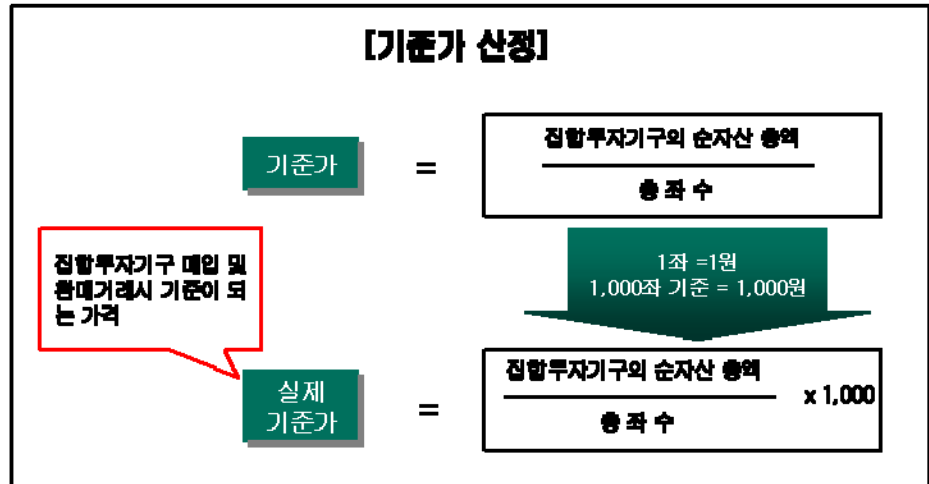 [기준가 산정]
기준가
=
집합투자기구의 순자산 총액
총 좌 수
1좌 =1원
1,000좌 기준 = 1,000원
집합투자기구 매입 및
환매거래시 기준이 되
는 가격
실제
기준가
=
집합투자기구의 순자산 총액
총 좌 수
x 1,000